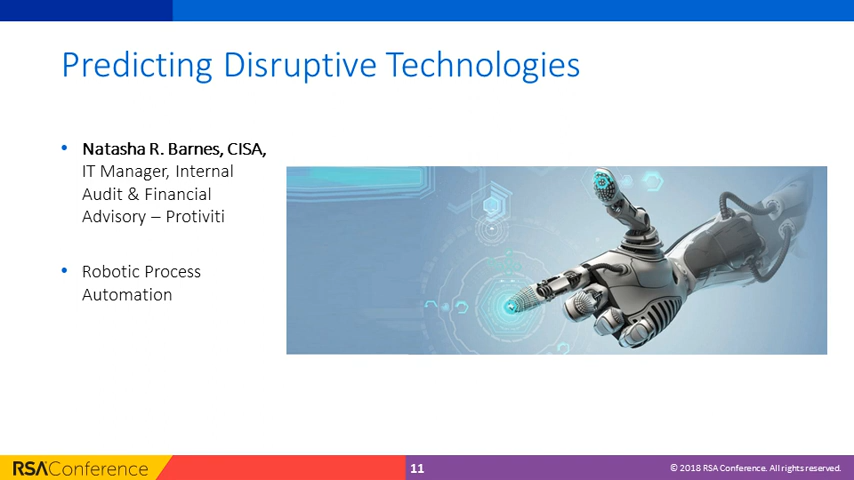 Predicting Disruptive Technologies
• Natasha R. Barnes, CISA,
IT Manager, Internal
Audit & Financial
Advisory – Protiviti
• Robotic Process
Automation
RSAConference
11
© 2018 RSA Conference. All rights reserved.